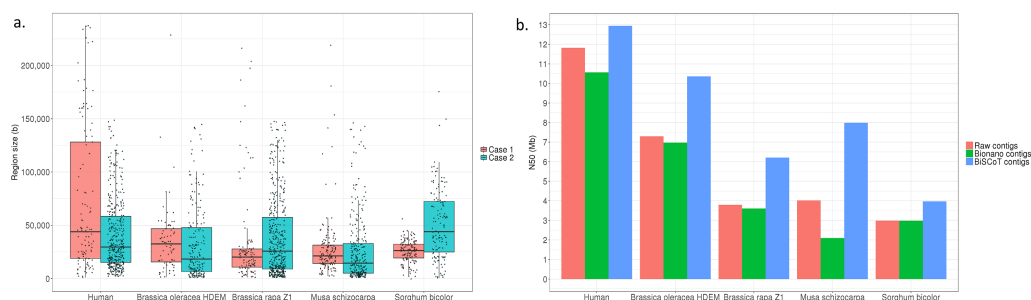 a.
Region size (b)
200,000
150,000
100,000
50,000
0
Human
Brassica oleracea HDEM
Brassica rapa Z1
Musa schizocarpa
Sorghum bicolor
Case 1
Case 2
b.
N50 (Mb)
13
12
11
10
9
8
7
6
5
4
3
2
1
0
Human
Brassica oleracea HDEM
Brassica rapa Z1
Musa schizocarpa
Sorghum bicolor
Raw contigs
Bionano contigs
BiSCoT contigs